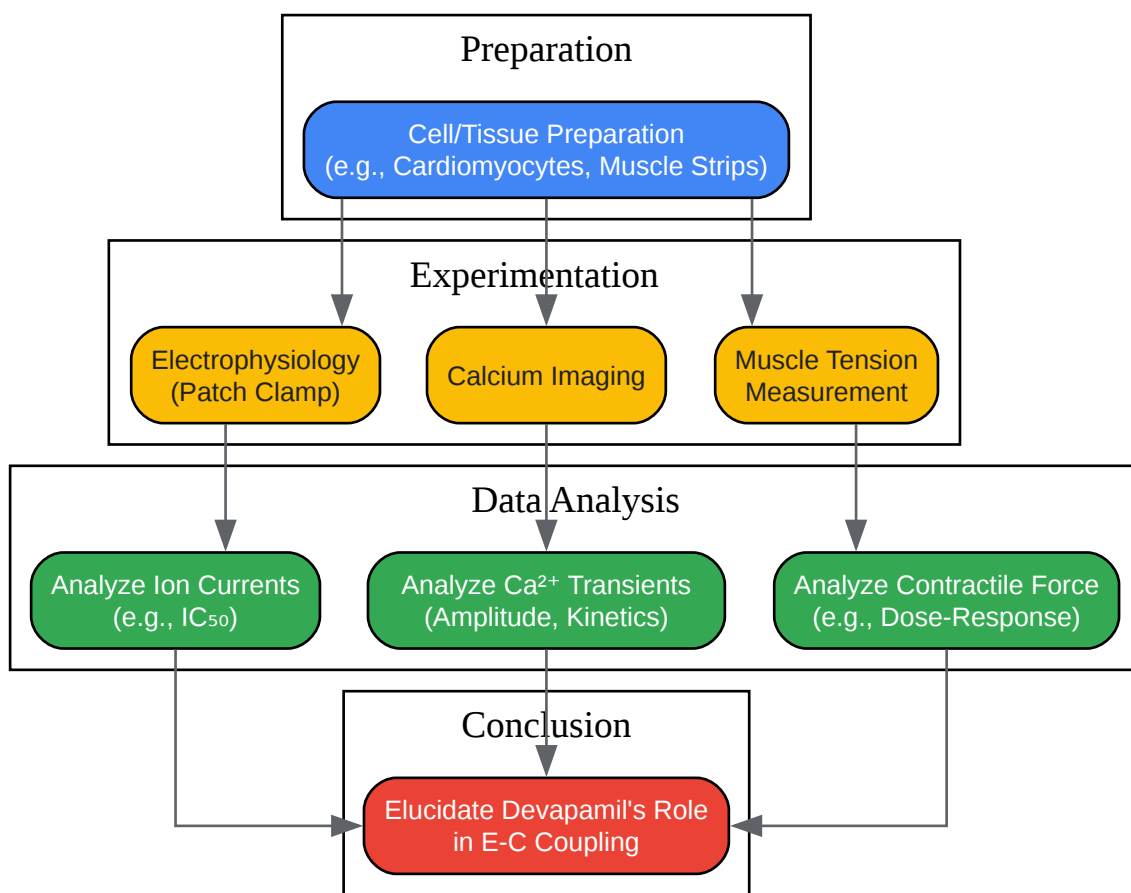 Preparation
Cell/Tissue Preparation
(e.g., Cardiomyocytes, Muscle Strips)
Experimentation
Electrophysiology
(Patch Clamp)
Calcium Imaging
Muscle Tension
Measurement
Data Analysis
Analyze Ion Currents
(e.g., IC₅₀)
Analyze Ca²⁺ Transients
(Amplitude, Kinetics)
Analyze Contractile Force
(e.g., Dose-Response)
Conclusion
Elucidate Devapamil's Role
in E-C Coupling